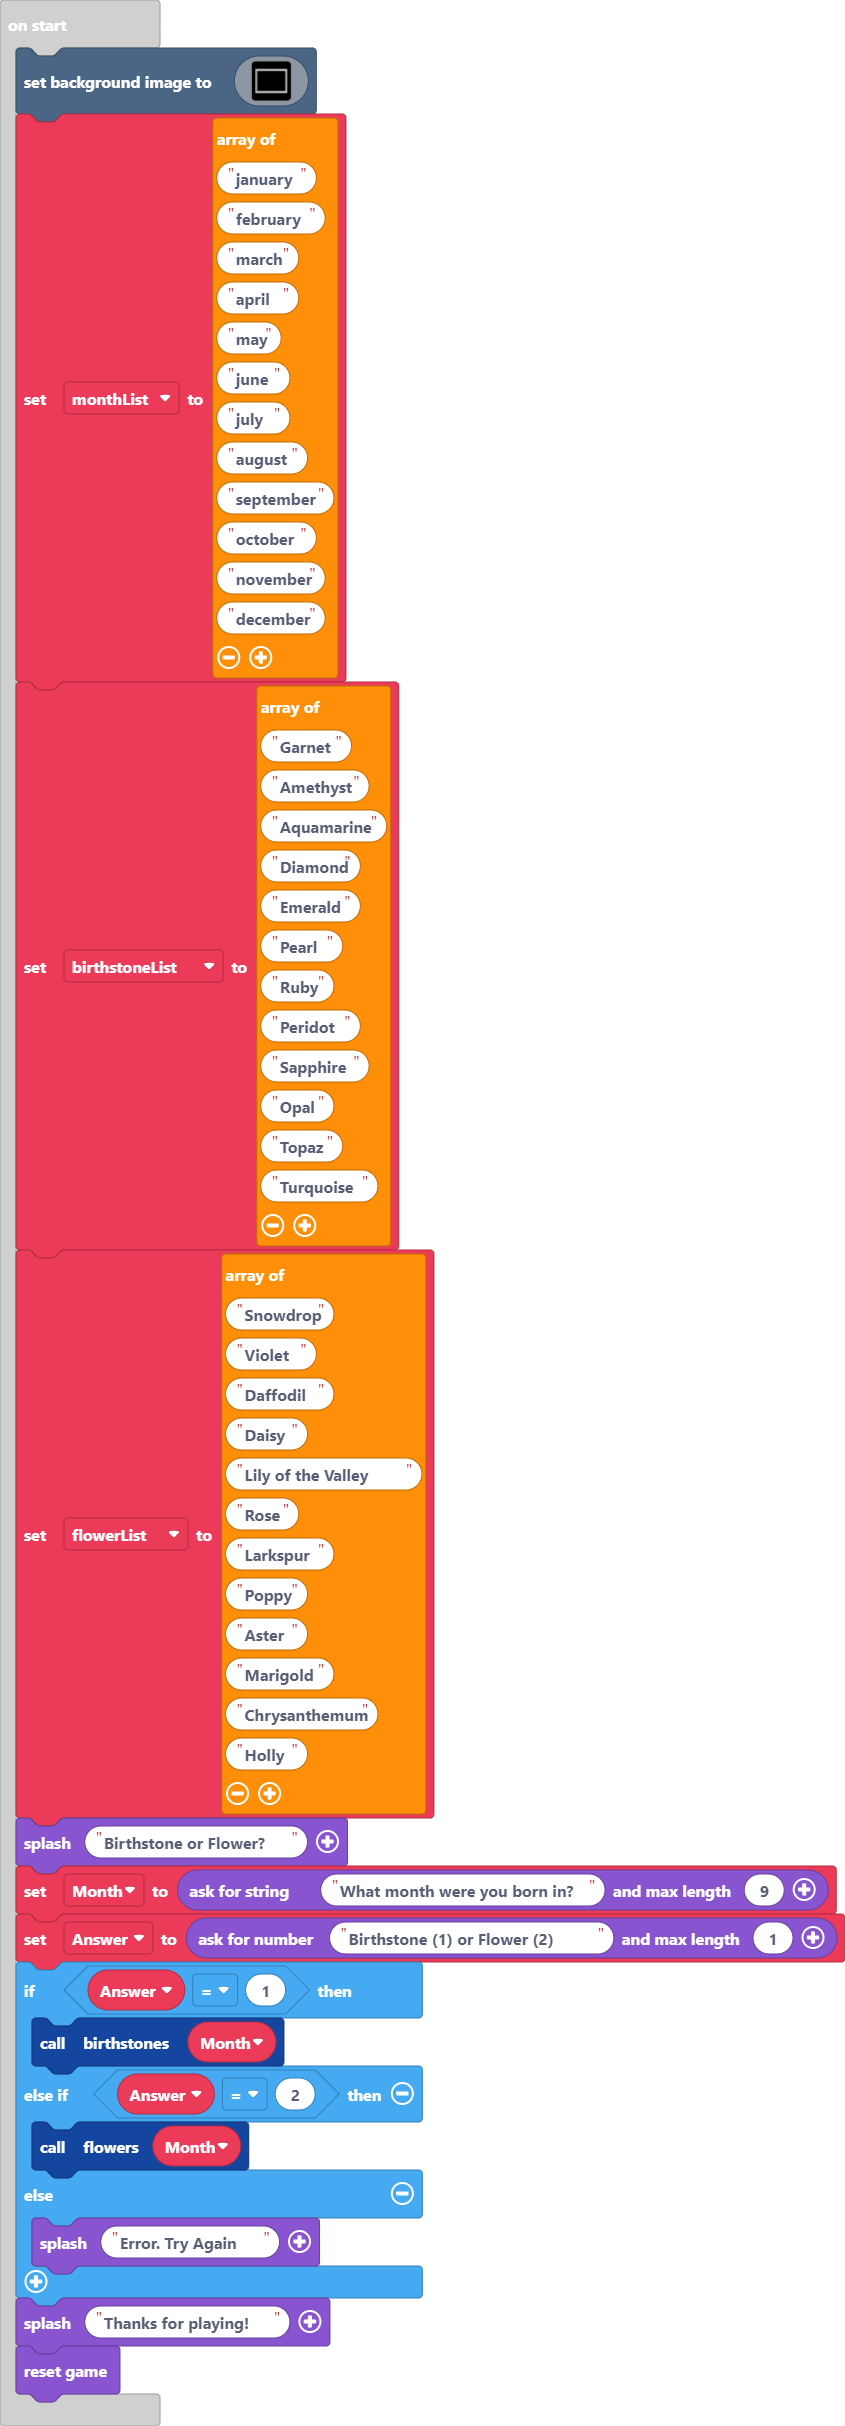 on start
set background image to
array of
"january"
"february"
"march"
"april"
"may"
"june"
set monthList to
"july"
"august"
"september"
"october"
"november"
"december"
array of
"Garnet"
"Amethyst"
"Aquamarine"
"Diamond"
"Emerald"
"Pearl"
set birthstoneList to
"Ruby"
"Peridot"
"Sapphire"
"Opal"
"Topaz"
"Turquoise"
array of
"Snowdrop"
"Violet"
"Daffodil"
"Daisy"
"Lily of the Valley"
"Rose"
set flowerList to
"Larkspur"
"Poppy"
"Aster"
"Marigold"
"Chrysanthemum"
"Holly"
splash "Birthstone or Flower?"
set Month to ask for string "What month were you born in?" and max length 9
set Answer to ask for number "Birthstone (1) or Flower (2)" and max length 1
if Answer = 1 then
call birthstones Month
else if Answer = 2 then
call flowers Month
else
splash "Error. Try Again"
splash "Thanks for playing!"
reset game